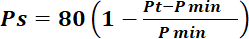 Ps = 80 (1 − (Pt−P min)/(P min))